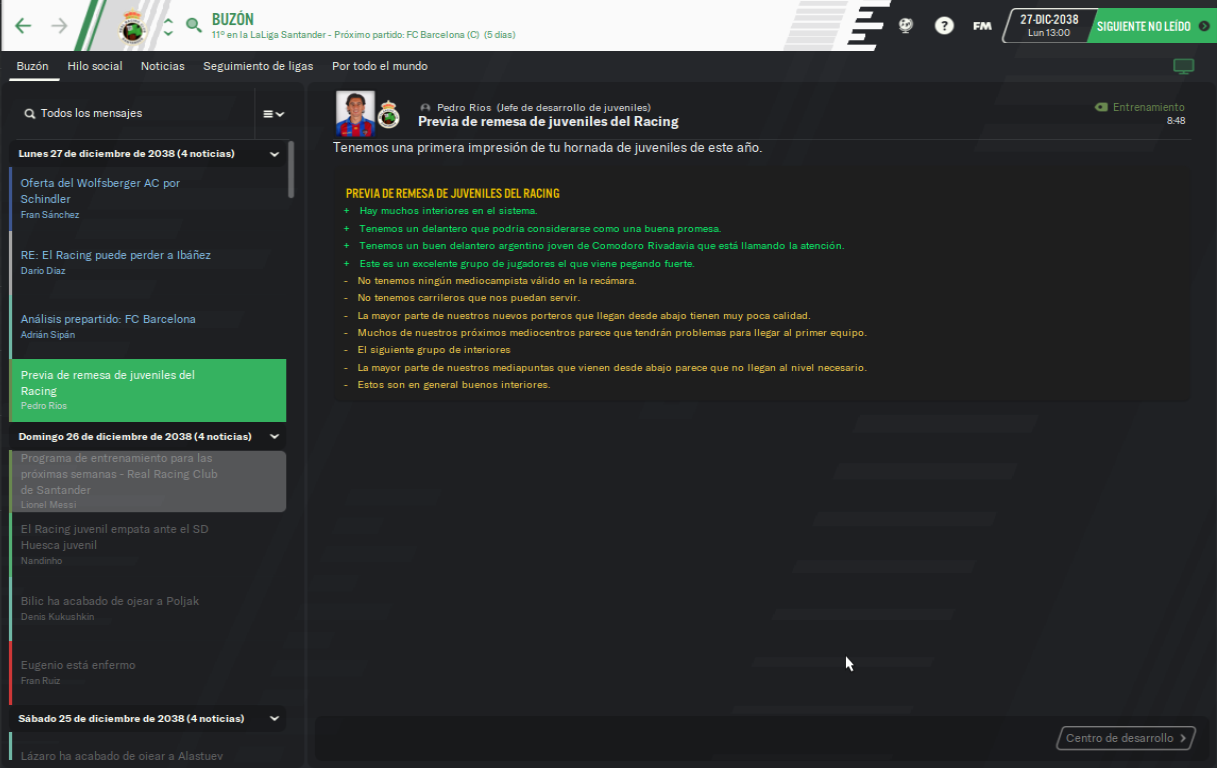 BUZÓN
11º en la LaLiga Santander - Próximo partido: FC Barcelona (C) (5 días)
?
FM
27-DIC-2038
Lun 13:00
SIGUIENTE NO LEÍDO
Buzón
Hilo social
Noticias
Seguimiento de ligas
Por todo el mundo
Todos los mensajes
Lunes 27 de diciembre de 2038 (4 noticias)
Oferta del Wolfsberger AC por
Schindler
Fran Sánchez
RE: El Racing puede perder a Ibáñez
Darío Díaz
Análisis prepartido: FC Barcelona
Adrián Sipán
Previa de remesa de juveniles del
Racing
Pedro Ríos
Domingo 26 de diciembre de 2038 (4 noticias)
Programa de entrenamiento para las
próximas semanas - Real Racing Club
de Santander
Lionel Messi
El Racing juvenil empata ante el SD
Huesca juvenil
Nandinho
Bilic ha acabado de ojear a Poljak
Denis Kukushkin
Eugenio está enfermo
Fran Ruiz
Sábado 25 de diciembre de 2038 (4 noticias)
Lázaro ha acabado de ojear a Alastuey
Pedro Ríos (Jefe de desarrollo de juveniles)
Previa de remesa de juveniles del Racing
Entrenamiento
8:48
Tenemos una primera impresión de tu hornada de juveniles de este año.
PREVIA DE REMESA DE JUVENILES DEL RACING
+ Hay muchos interiores en el sistema.
+ Tenemos un delantero que podría considerarse como una buena promesa.
+ Tenemos un buen delantero argentino joven de Comodoro Rivadavia que está llamando la atención.
+ Este es un excelente grupo de jugadores el que viene pegando fuerte.
- No tenemos ningún mediocampista válido en la recámara.
- No tenemos carrileros que nos puedan servir.
- La mayor parte de nuestros nuevos porteros que llegan desde abajo tienen muy poca calidad.
- Muchos de nuestros próximos mediocentros parece que tendrán problemas para llegar al primer equipo.
- El siguiente grupo de interiores
- La mayor parte de nuestros mediapuntas que vienen desde abajo parece que no llegan al nivel necesario.
- Estos son en general buenos interiores.
Centro de desarrollo